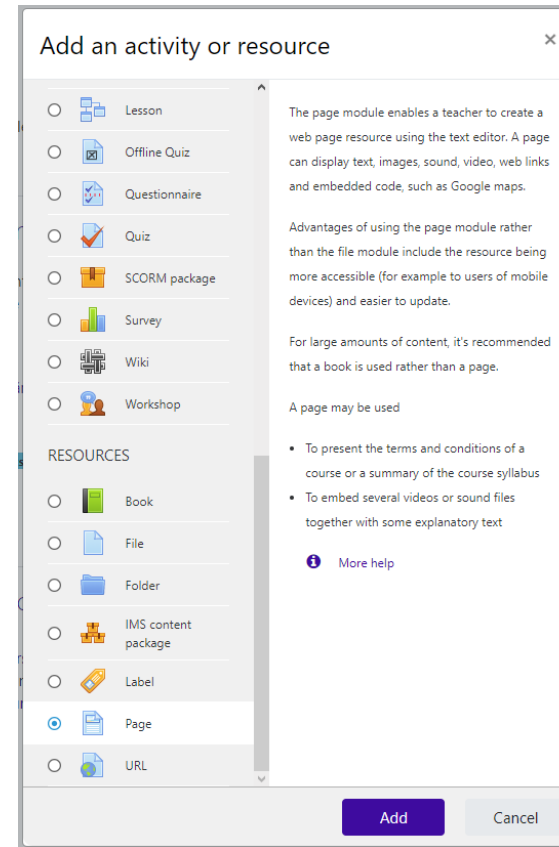 Add an activity or resource
×
Lesson
Offline Quiz
Questionnaire
Quiz
SCORM package
Survey
Wiki
Workshop
RESOURCES
Book
File
Folder
IMS content
package
Label
Page
URL
The page module enables a teacher to create a
web page resource using the text editor. A page
can display text, images, sound, video, web links
and embedded code, such as Google maps.
Advantages of using the page module rather
than the file module include the resource being
more accessible (for example to users of mobile
devices) and easier to update.
For large amounts of content, it's recommended
that a book is used rather than a page.
A page may be used
• To present the terms and conditions of a
course or a summary of the course syllabus
• To embed several videos or sound files
together with some explanatory text
More help
Add
Cancel